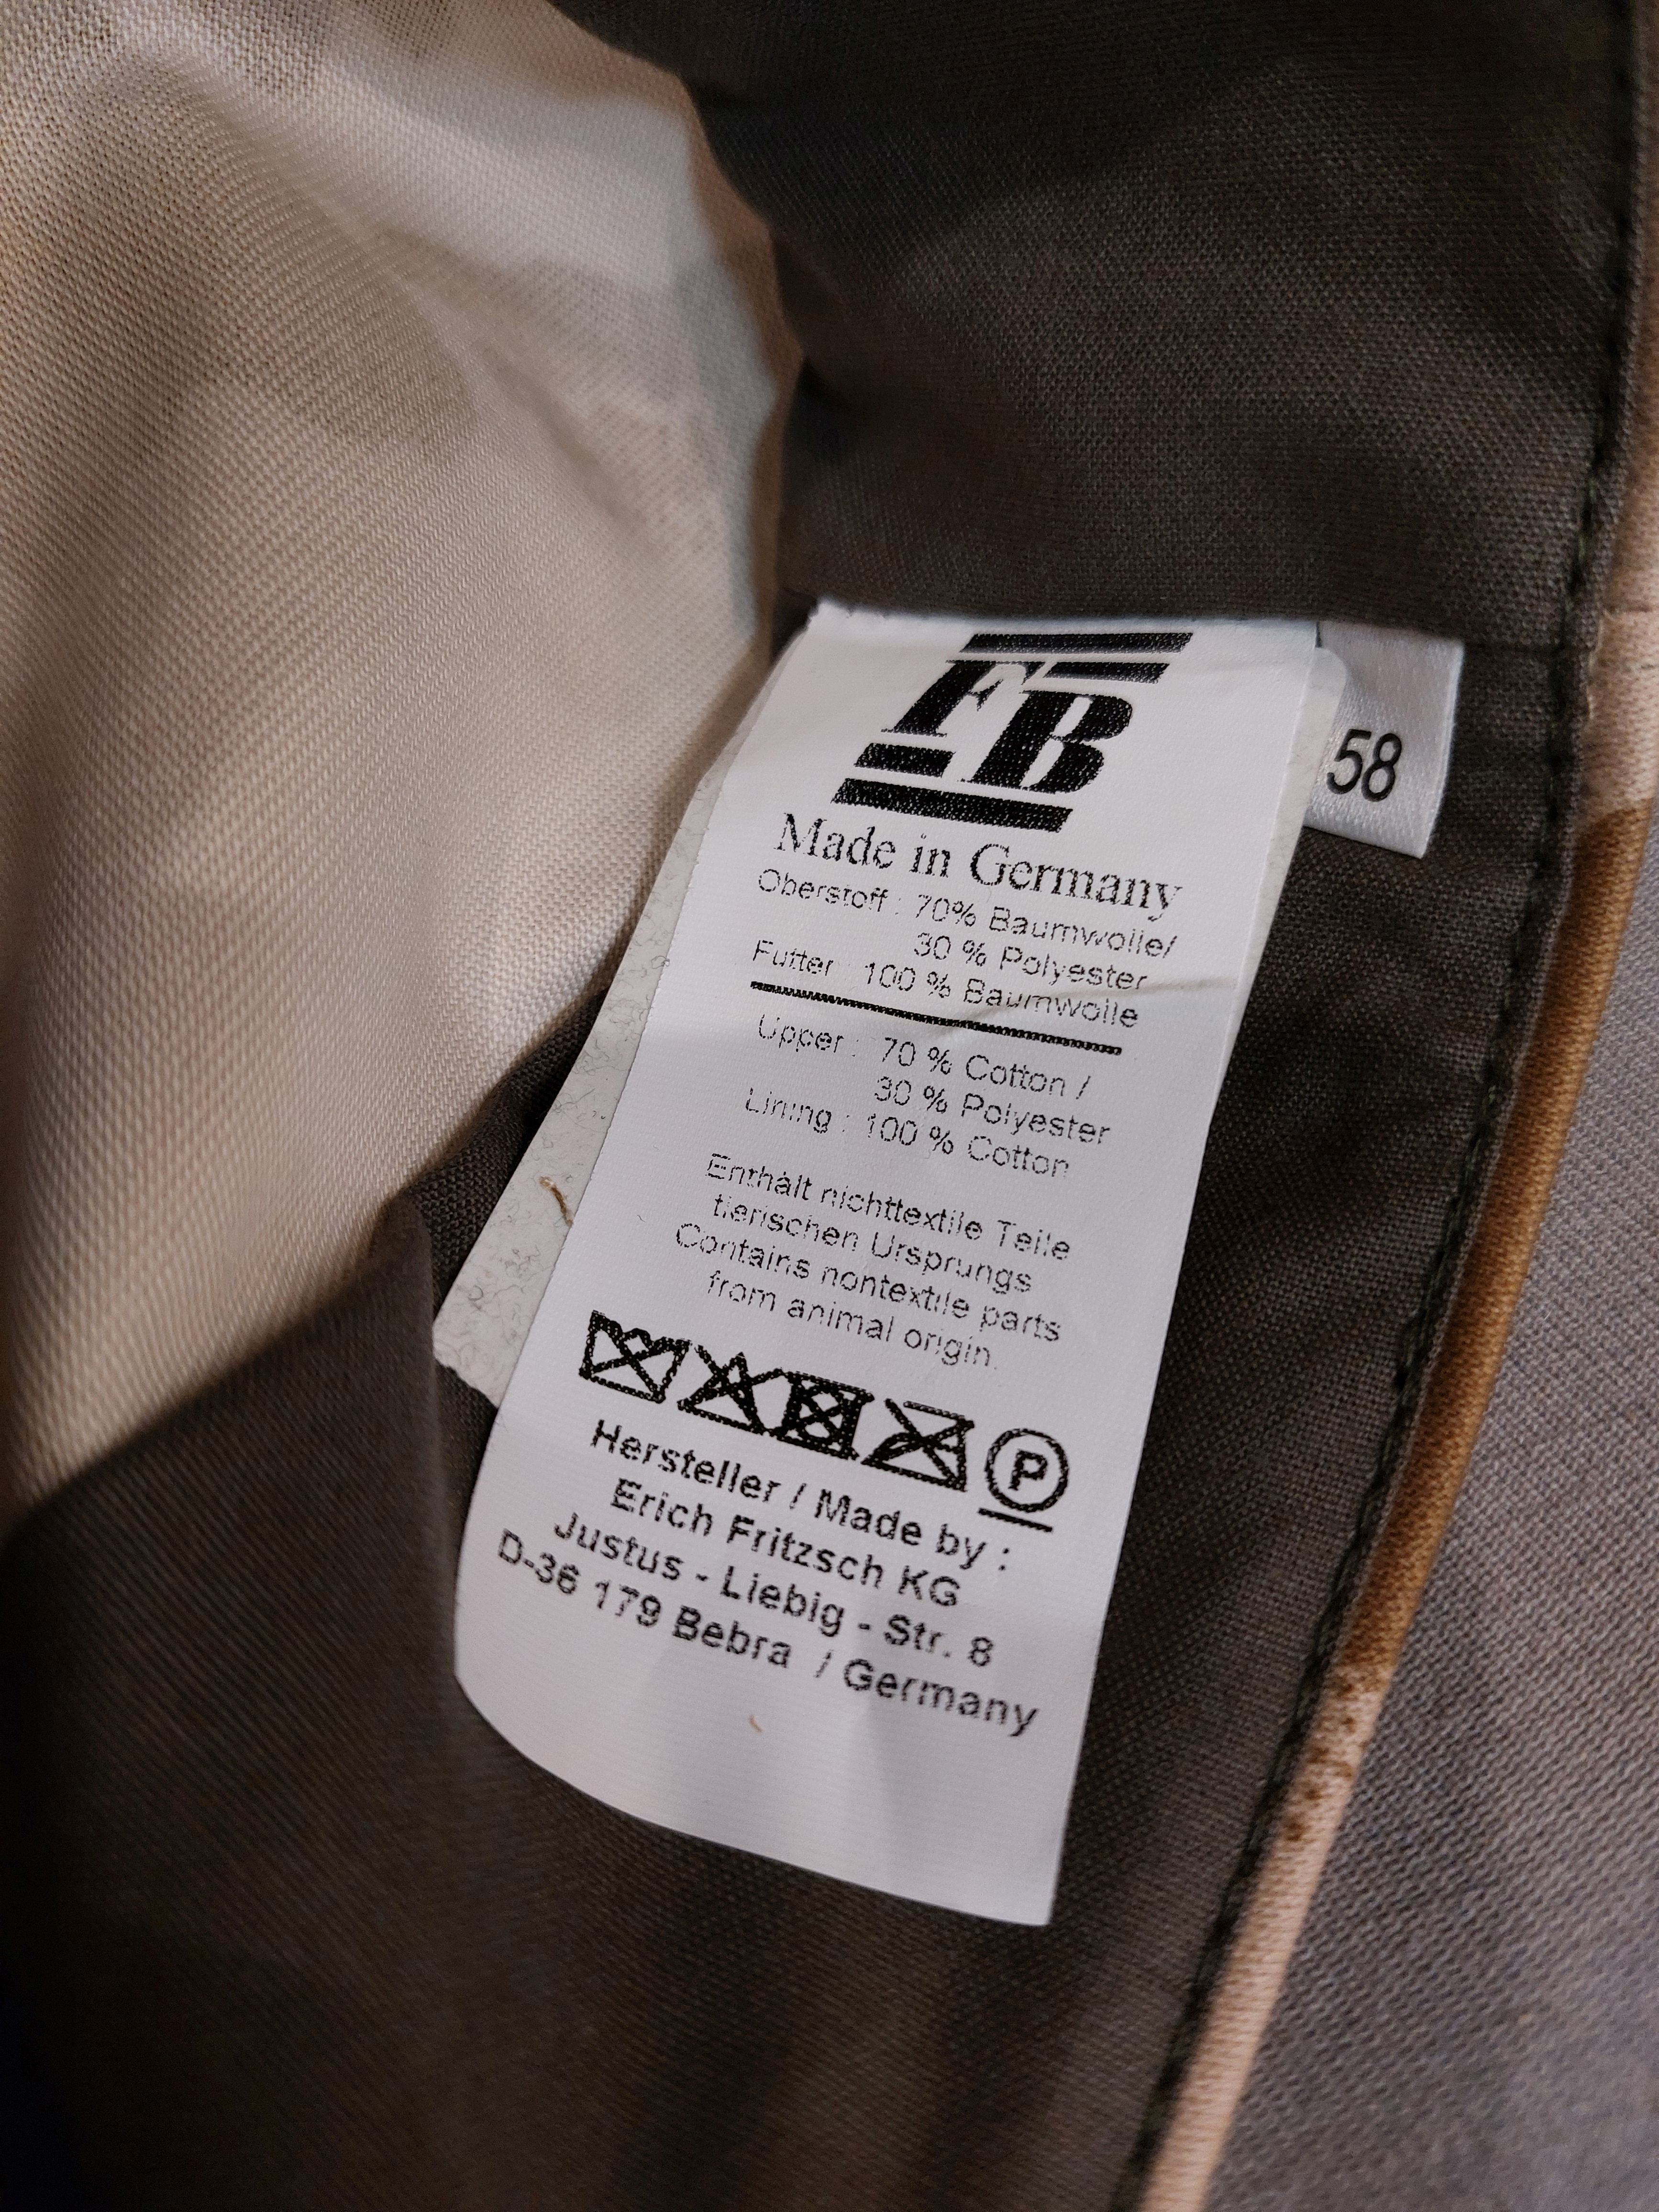 FB
58
Made in Germany
Oberstoff : 70% Baumwolle/
30 % Polyester
Futter : 100 % Baumwolle
Upper : 70 % Cotton /
30 % Polyester
Lining : 100 % Cotton
Enthält nichttextile Teile
tierischen Ursprungs
Contains nontextile parts
from animal origin.
P
Hersteller / Made by :
Erich Fritzsch KG
Justus - Liebig - Str. 8
D-36 179 Bebra / Germany